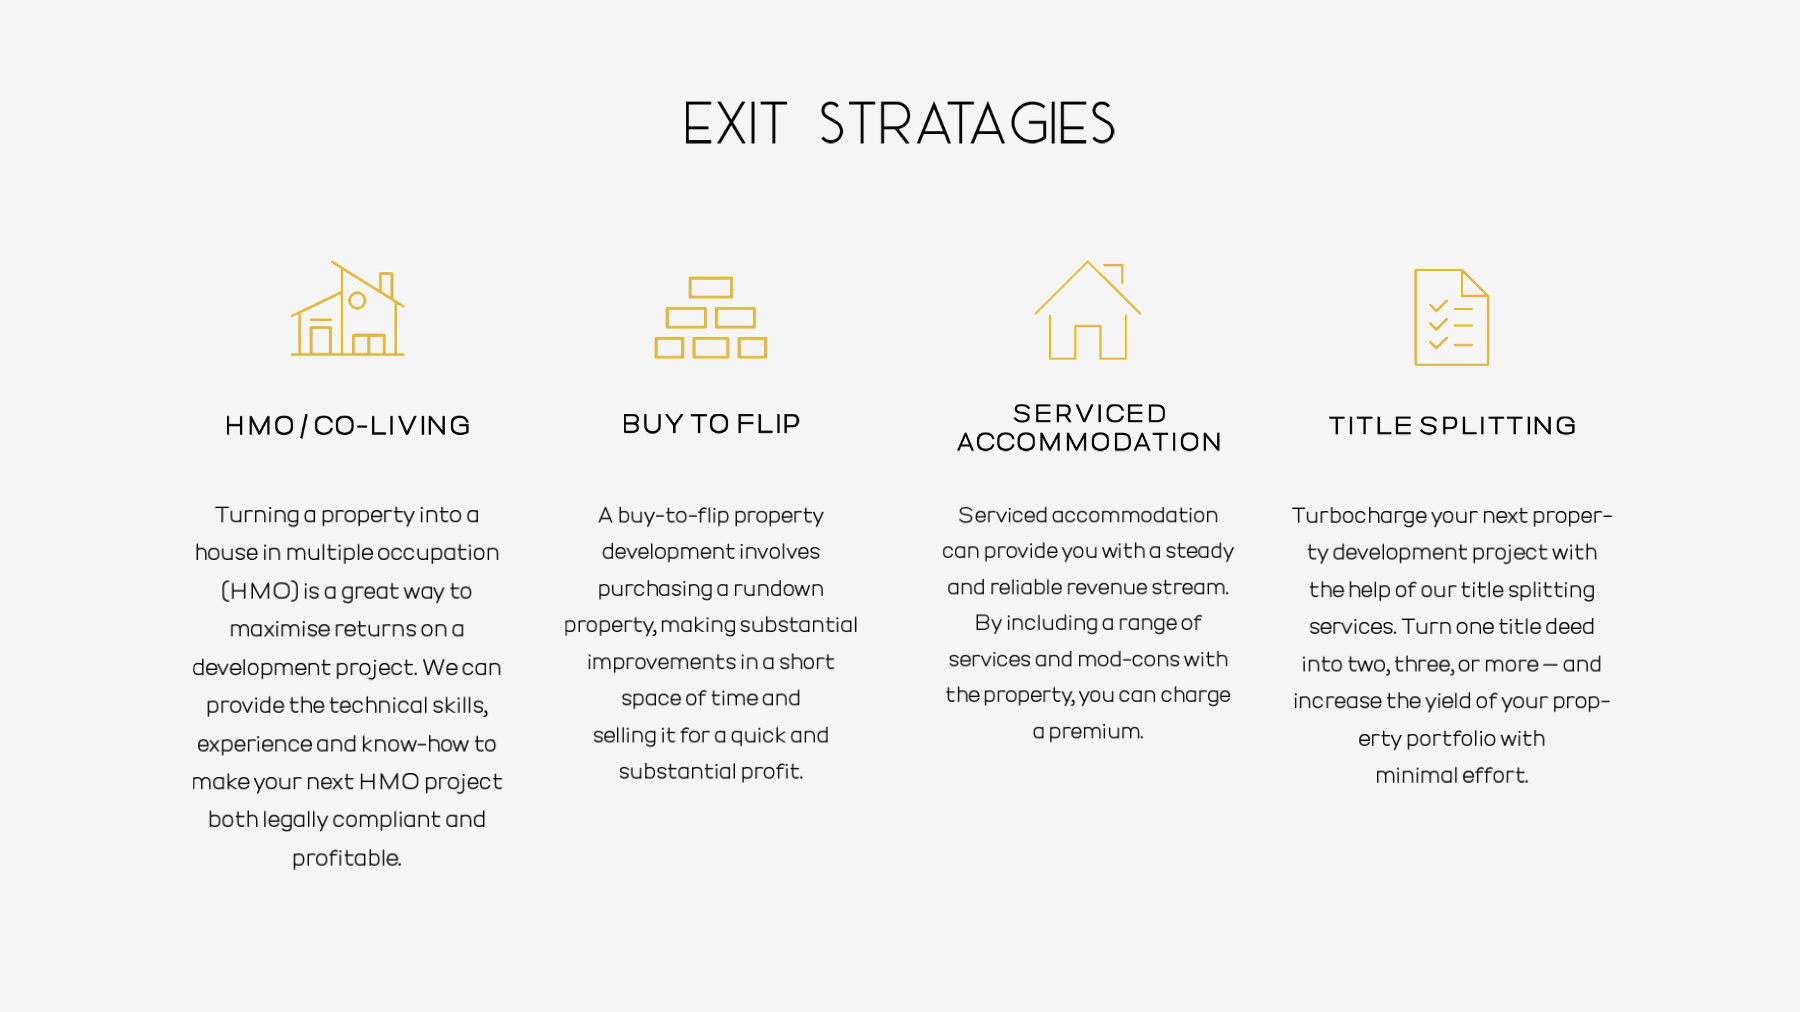 EXIT STRATAGIES
HMO / CO-LIVING
Turning a property into a
house in multiple occupation
(HMO) is a great way to
maximise returns on a
development project. We can
provide the technical skills,
experience and know-how to
make your next HMO project
both legally compliant and
profitable.
BUY TO FLIP
A buy-to-flip property
development involves
purchasing a rundown
property, making substantial
improvements in a short
space of time and
selling it for a quick and
substantial profit.
SERVICED
ACCOMMODATION
Serviced accommodation
can provide you with a steady
and reliable revenue stream.
By including a range of
services and mod-cons with
the property, you can charge
a premium.
TITLE SPLITTING
Turbocharge your next proper-
ty development project with
the help of our title splitting
services. Turn one title deed
into two, three, or more – and
increase the yield of your prop-
erty portfolio with
minimal effort.